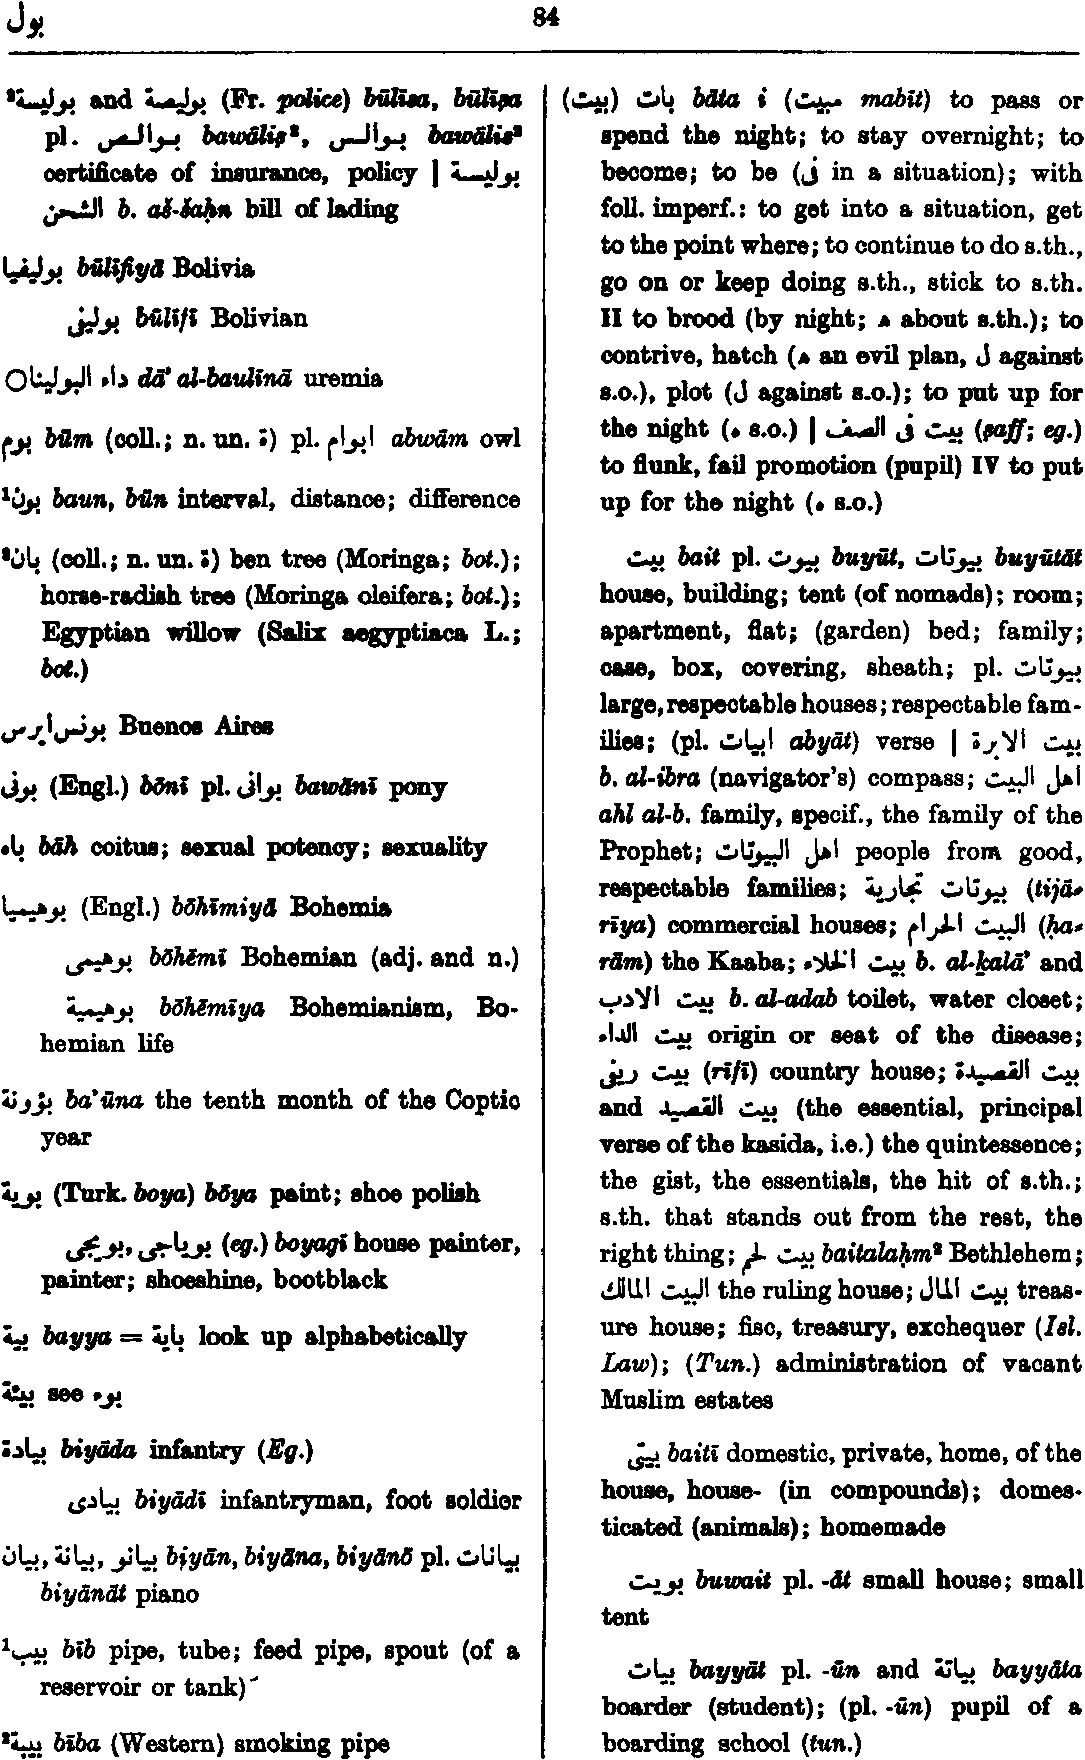 بول
84
بوليسة² and بوليصة (Fr. police) būlīsa, būlīṣa
pl. بوالص bawāliṣ², بوالس bawālis²
certificate of insurance, policy | بوليسة
الشحن b. aš-šaḥn bill of lading
بوليفيا būlīfiyā Bolivia
بوليفى būlīfī Bolivian
داء البولينا○ dā’ al-baulīnā uremia
بوم būm (coll.; n. un. ة) pl. ابوام abwām owl
بون¹ baun, būn interval, distance; difference
بان² (coll.; n. un. ة) ben tree (Moringa; bot.);
horse-radish tree (Moringa oleifera; bot.);
Egyptian willow (Salix aegyptiaca L.;
bot.)
بونس ايرس Buenos Aires
بونى (Engl.) bōnī pl. بوانى bawānī pony
باه bāh coitus; sexual potency; sexuality
بوهيميا (Engl.) bōhīmiyā Bohemia
بوهيمى bōhēmī Bohemian (adj. and n.)
بوهيمية bōhēmīya Bohemianism, Bo-
hemian life
بؤونة ba’ūna the tenth month of the Coptic
year
بوية (Turk. boya) bōya paint; shoe polish
بوياجى, بويجى (eg.) boyagī house painter,
painter; shoeshine, bootblack
بية bayya = باية look up alphabetically
بيئة see بوء
بيادة biyāda infantry (Eg.)
بيادى biyādī infantryman, foot soldier
بيانو, بيانة, بيان biyān, biyāna, biyānō pl. بيانات
biyānāt piano
بيب¹ bīb pipe, tube; feed pipe, spout (of a
reservoir or tank)
بيبة² bība (Western) smoking pipe
(بيت) بات bāta i (مبيت mabīt) to pass or
spend the night; to stay overnight; to
become; to be (فى in a situation); with
foll. imperf.: to get into a situation, get
to the point where; to continue to do s.th.,
go on or keep doing s.th., stick to s.th.
II to brood (by night; ه about s.th.); to
contrive, hatch (ه an evil plan, ل against
s.o.), plot (ل against s.o.); to put up for
the night (ه s.o.) | بيت فى الصف (ṣaff; eg.)
to flunk, fail promotion (pupil) IV to put
up for the night (ه s.o.)
بيت bait pl. بيوت buyūt, بيوتات buyūtāt
house, building; tent (of nomads); room;
apartment, flat; (garden) bed; family;
case, box, covering, sheath; pl. بيوتات
large, respectable houses; respectable fam-
ilies; (pl. ابيات abyāt) verse | بيت الابرة
b. al-ibra (navigator’s) compass; اهل البيت
ahl al-b. family, specif., the family of the
Prophet; اهل البيوتات people from good,
respectable families; بيوتات تجارية (tijā-
rīya) commercial houses; البيت الحرام (ḥa-
rām) the Kaaba; بيت الخلاء b. al-ḵalā’ and
بيت الادب b. al-adab toilet, water closet;
بيت الداء origin or seat of the disease;
بيت ريفى (rīfī) country house; بيت القصيدة
and بيت القصيد (the essential, principal
verse of the kasida, i.e.) the quintessence;
the gist, the essentials, the hit of s.th.;
s.th. that stands out from the rest, the
right thing; بيت لحم baitalaḥm² Bethlehem;
البيت المالك the ruling house; بيت المال treas-
ure house; fisc, treasury, exchequer (Isl.
Law); (Tun.) administration of vacant
Muslim estates
بيتى baitī domestic, private, home, of the
house, house- (in compounds); domes-
ticated (animals); homemade
بويت buwait pl. -āt small house; small
tent
بيات bayyāt pl. -ūn and بياتة bayyāta
boarder (student); (pl. -ūn) pupil of a
boarding school (tun.)